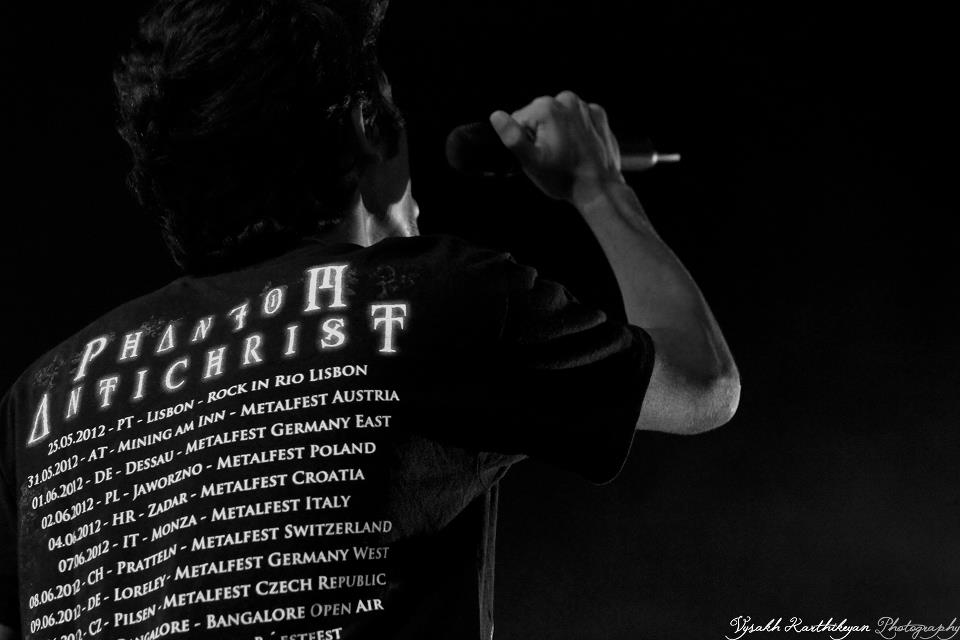 PHANTOM
ANTICHRIST
25.05.2012 - PT - LISBON - ROCK IN RIO LISBON
31.05.2012 - AT - MINING AM INN - METALFEST AUSTRIA
01.06.2012 - DE - DESSAU - METALFEST GERMANY EAST
02.06.2012 - PL - JAWORZNO - METALFEST POLAND
04.06.2012 - HR - ZADAR - METALFEST CROATIA
07.06.2012 - IT - MONZA - METALFEST ITALY
08.06.2012 - CH - PRATTELN - METALFEST SWITZERLAND
09.06.2012 - DE - LORELEY - METALFEST GERMANY WEST
CZ - PILSEN - METALFEST CZECH REPUBLIC
BANGALORE - BANGALORE OPEN AIR
Vysakh Karthikeyan Photography